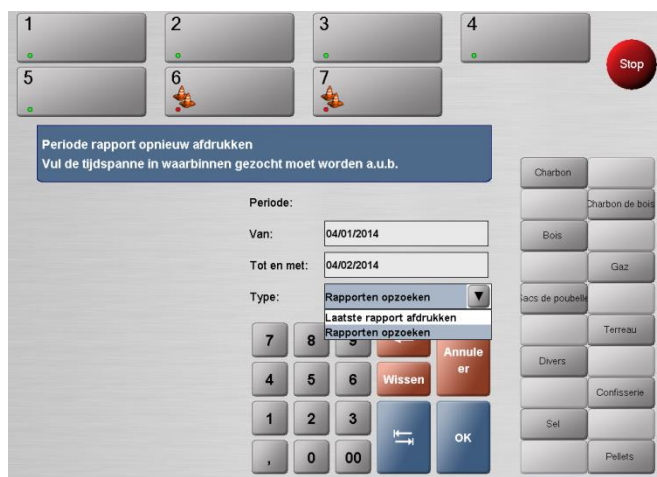 1
2
3
4
Stop
5
6
7
Periode rapport opnieuw afdrukken
Vul de tijdspanne in waarbinnen gezocht moet worden a.u.b.
Charbon
Periode:
Charbon de bois
Van:
04/01/2014
Bois
Tot en met:
04/02/2014
Gaz
Type:
Rapporten opzoeken
Sacs de poubelle
Laatste rapport afdrukken
Rapporten opzoeken
Terreau
7
8
9
Annule
er
Divers
4
5
6
Wissen
Confisserie
1
2
3
OK
Sel
,
0
00
Pellets